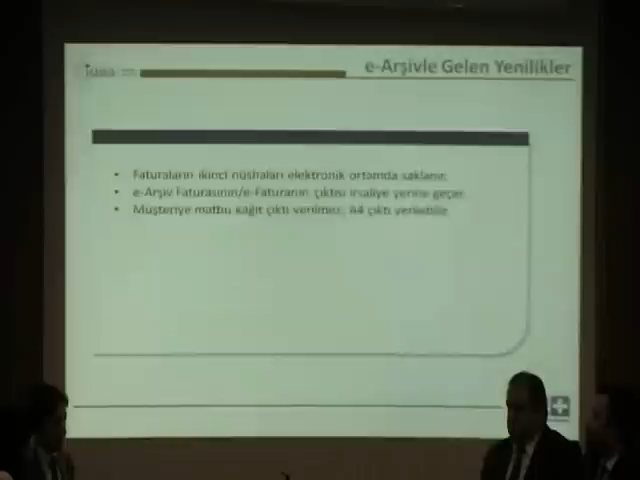 e-Arşivle Gelen Yenilikler
• Faturaların ikinci nüshaları elektronik ortamda saklanır.
• e-Arşiv Faturasının/e-Faturanın çıktısı irsaliye yerine geçer.
• Müşteriye matbu kağıt çıktı verilmez, A4 çıktı verilebilir.